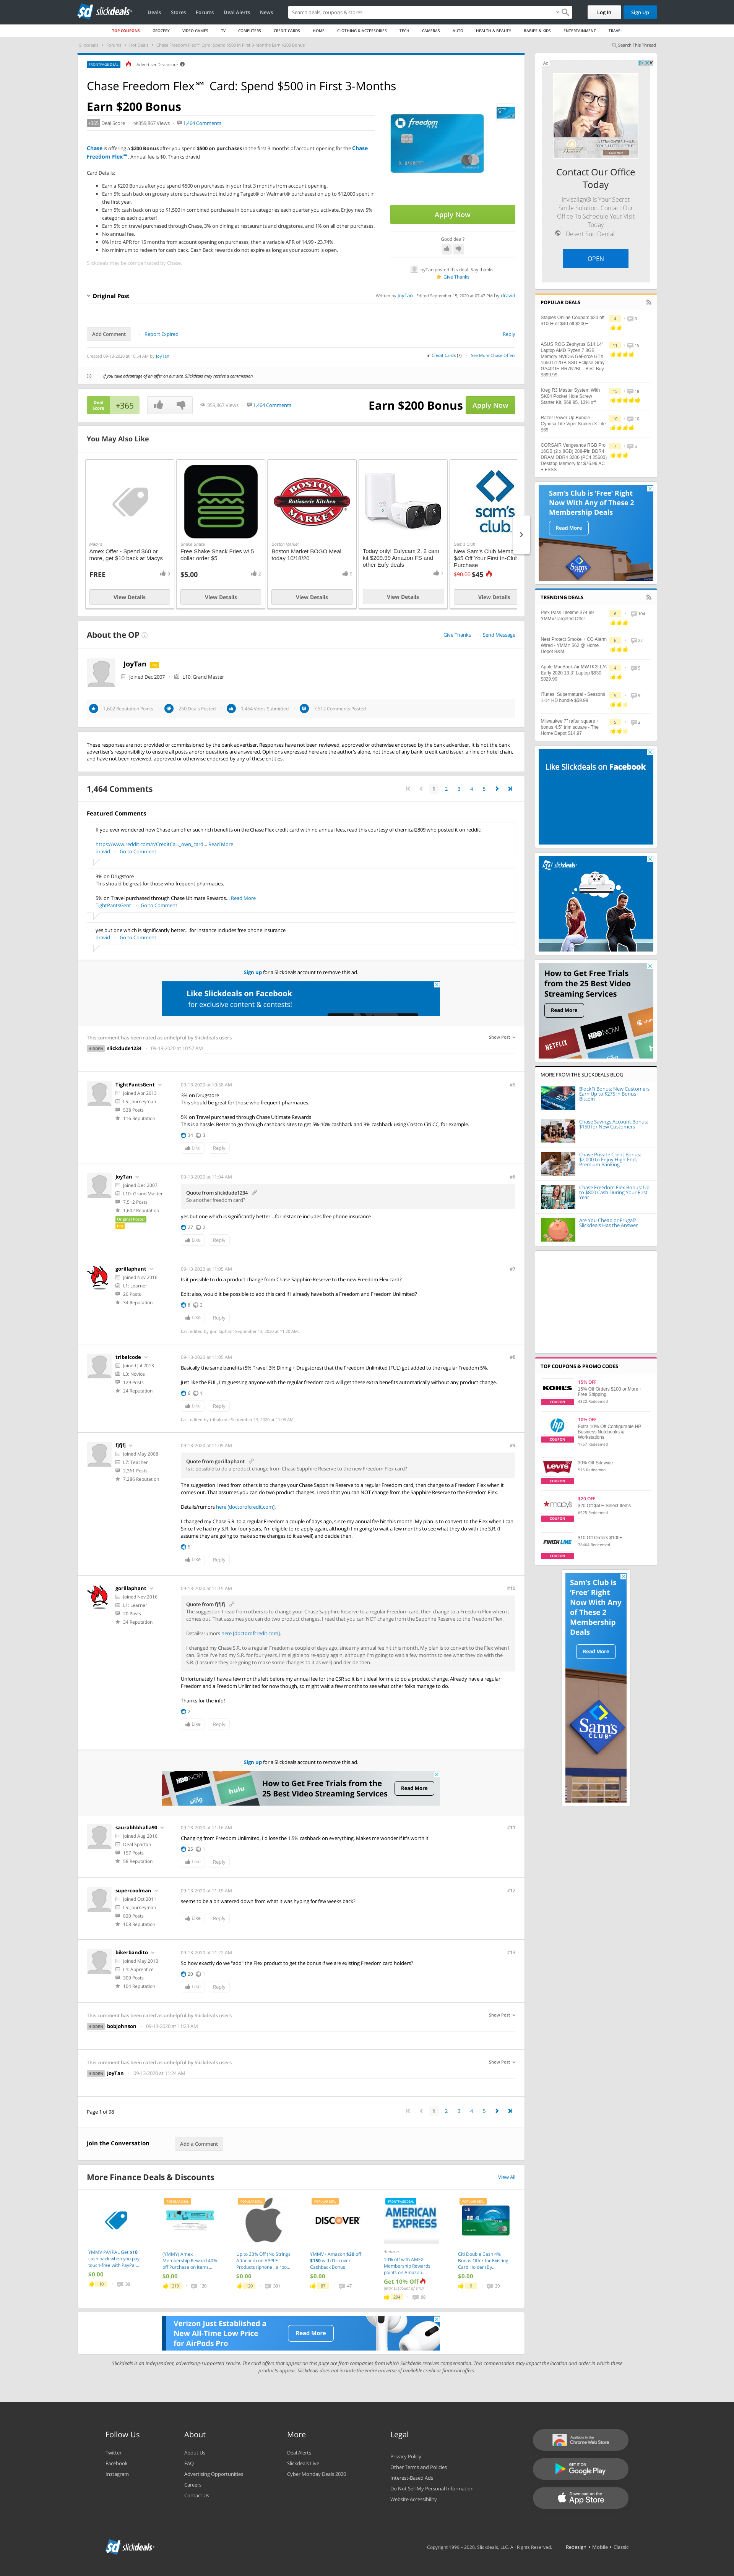 slickdeals
Deals Stores Forums Deal Alerts News
Search deals, coupons & stores
Log In Sign Up
TOP COUPONS GROCERY VIDEO GAMES TV COMPUTERS CREDIT CARDS HOME CLOTHING & ACCESSORIES TECH CAMERAS AUTO HEALTH & BEAUTY BABIES & KIDS ENTERTAINMENT TRAVEL
Search This Thread
FRONTPAGE DEAL Advertiser Disclosure
Chase Freedom Flex℠ Card: Spend $500 in First 3-Months
Earn $200 Bonus
+365 Deal Score 359,867 Views 1,464 Comments
Chase is offering a $200 Bonus after you spend $500 on purchases in the first 3 months of account opening for the Chase
Freedom Flex℠. Annual fee is $0. Thanks dravid
Card Details:
Earn a $200 Bonus after you spend $500 on purchases in your first 3 months from account opening.
Earn 5% cash back on grocery store purchases (not including Target® or Walmart® purchases) on up to $12,000 spent in
the first year.
Earn 5% cash back on up to $1,500 in combined purchases in bonus categories each quarter you activate. Enjoy new 5%
categories each quarter!
Earn 5% on travel purchased through Chase, 3% on dining at restaurants and drugstores, and 1% on all other purchases.
No annual fee.
0% Intro APR for 15 months from account opening on purchases, then a variable APR of 14.99 - 23.74%.
No minimum to redeem for cash back. Cash Back rewards do not expire as long as your account is open.
Slickdeals may be compensated by Chase.
Apply Now
Good deal?
JoyTan posted this deal. Say thanks!
Give Thanks
Original Post
Written by JoyTan Edited September 15, 2020 at 07:47 PM by dravid
Add Comment Report Expired Reply
Created 09-13-2020 at 10:54 AM by JoyTan
Credit Cards (?) See More Chase Offers
If you take advantage of an offer on our site, Slickdeals may receive a commission.
Deal Score +365
359,867 Views 1,464 Comments
Earn $200 Bonus Apply Now
You May Also Like
Macy's
Amex Offer - Spend $60 or
more, get $10 back at Macys
FREE
View Details
Shake Shack
Free Shake Shack Fries w/ 5
dollar order $5
$5.00 2
View Details
BOSTON MARKET
Rotisserie Kitchen
Boston Market
Boston Market BOGO Meal
today 10/18/20
View Details
Today only! Eufycam 2, 2 cam
kit $209.99 Amazon FS and
other Eufy deals
View Details
sam's club
Sam's Club
New Sam's Club Memb
$45 Off Your First In-Clu
Purchase
$45
View Details
About the OP
Give Thanks Send Message
JoyTan Pro
Joined Dec 2007 L10: Grand Master
1,602 Reputation Points 250 Deals Posted 1,464 Votes Submitted 7,512 Comments Posted
These responses are not provided or commissioned by the bank advertiser. Responses have not been reviewed, approved or otherwise endorsed by the bank advertiser. It is not the bank
advertiser's responsibility to ensure all posts and/or questions are answered. Opinions expressed here are the author's alone, not those of any bank, credit card issuer, airline or hotel chain,
and have not been reviewed, approved or otherwise endorsed by any of these entities.
1,464 Comments
1 2 3 4 5
Featured Comments
If you ever wondered how Chase can offer such rich benefits on the Chase Flex credit card with no annual fees, read this courtesy of chemical2809 who posted it on reddit:
https://www.reddit.com/r/CreditCa..._own_card... Read More
dravid Go to Comment
3% on Drugstore
This should be great for those who frequent pharmacies.
5% on Travel purchased through Chase Ultimate Rewards... Read More
TightPantsGent Go to Comment
yes but one which is significantly better....for instance includes free phone insurance
dravid Go to Comment
Sign up for a Slickdeals account to remove this ad.
Like Slickdeals on Facebook
for exclusive content & contests!
This comment has been rated as unhelpful by Slickdeals users Show Post
HIDDEN slickdude1234 09-13-2020 at 10:57 AM
TightPantsGent 09-13-2020 at 10:58 AM #5
Joined Apr 2013
L5: Journeyman
538 Posts
116 Reputation
3% on Drugstore
This should be great for those who frequent pharmacies.
5% on Travel purchased through Chase Ultimate Rewards
This is a hassle. Better to go through cashback sites to get 5%-10% cashback and 3% cashback using Costco Citi CC, for example.
34 3
Like Reply
JoyTan 09-13-2020 at 11:04 AM #6
Joined Dec 2007
L10: Grand Master
7,512 Posts
1,602 Reputation
Original Poster
Pro
Quote from slickdude1234
So another freedom card?
yes but one which is significantly better....for instance includes free phone insurance
27 2
Like Reply
gorillaphant 09-13-2020 at 11:05 AM #7
Joined Nov 2016
L1: Learner
20 Posts
34 Reputation
Is it possible to do a product change from Chase Sapphire Reserve to the new Freedom Flex card?
Edit: also, would it be possible to add this card if I already have both a Freedom and Freedom Unlimited?
8 2
Like Reply
Last edited by gorillaphant September 13, 2020 at 11:20 AM.
tribalcode 09-13-2020 at 11:05 AM #8
Joined Jul 2013
L3: Novice
129 Posts
24 Reputation
Basically the same benefits (5% Travel, 3% Dining + Drugstores) that the Freedom Unlimited (FUL) got added to the regular Freedom 5%.
Just like the FUL, I'm guessing anyone with the regular freedom card will get these extra benefits automatically without any product change.
6 1
Like Reply
Last edited by tribalcode September 13, 2020 at 11:08 AM.
fjfjfj 09-13-2020 at 11:09 AM #9
Joined May 2008
L7: Teacher
2,361 Posts
7,286 Reputation
Quote from gorillaphant
Is it possible to do a product change from Chase Sapphire Reserve to the new Freedom Flex card?
The suggestion I read from others is to change your Chase Sapphire Reserve to a regular Freedom card, then change to a Freedom Flex when it
comes out. That assumes you can do two product changes. I read that you can NOT change from the Sapphire Reserve to the Freedom Flex.
Details/rumors here [doctorofcredit.com].
I changed my Chase S.R. to a regular Freedom a couple of days ago, since my annual fee hit this month. My plan is to convert to the Flex when I can.
Since I've had my S.R. for four years, I'm eligible to re-apply again, although I'm going to wait a few months to see what they do with the S.R. (I
assume they are going to make some changes to it as well) and then decide.
5
Like Reply
gorillaphant 09-13-2020 at 11:15 AM #10
Joined Nov 2016
L1: Learner
20 Posts
34 Reputation
Quote from fjfjfj
The suggestion I read from others is to change your Chase Sapphire Reserve to a regular Freedom card, then change to a Freedom Flex when it
comes out. That assumes you can do two product changes. I read that you can NOT change from the Sapphire Reserve to the Freedom Flex.
Details/rumors here [doctorofcredit.com].
I changed my Chase S.R. to a regular Freedom a couple of days ago, since my annual fee hit this month. My plan is to convert to the Flex when I
can. Since I've had my S.R. for four years, I'm eligible to re-apply again, although I'm going to wait a few months to see what they do with the S.R.
(I assume they are going to make some changes to it as well) and then decide.
Unfortunately I have a few months left before my annual fee for the CSR so it isn't ideal for me to do a product change. Already have a regular
Freedom and a Freedom Unlimited for now though, so might wait a few months to see what other folks manage to do.
Thanks for the info!
2
Like Reply
Sign up for a Slickdeals account to remove this ad.
How to Get Free Trials from the
25 Best Video Streaming Services
Read More
saurabhbhalla90 09-13-2020 at 11:16 AM #11
Joined Aug 2016
Deal Spartan
157 Posts
58 Reputation
Changing from Freedom Unlimited, I'd lose the 1.5% cashback on everything. Makes me wonder if it's worth it
25 1
Like Reply
supercoolman 09-13-2020 at 11:19 AM #12
Joined Oct 2011
L5: Journeyman
820 Posts
108 Reputation
seems to be a bit watered down from what it was hyping for few weeks back?
Like Reply
bikerbandito 09-13-2020 at 11:22 AM #13
Joined May 2010
L4: Apprentice
309 Posts
104 Reputation
So how exactly do we "add" the Flex product to get the bonus if we are existing Freedom card holders?
20 1
Like Reply
This comment has been rated as unhelpful by Slickdeals users Show Post
HIDDEN bobjohnson 09-13-2020 at 11:23 AM
This comment has been rated as unhelpful by Slickdeals users Show Post
HIDDEN JoyTan 09-13-2020 at 11:24 AM
Page 1 of 98
1 2 3 4 5
Join the Conversation Add a Comment
More Finance Deals & Discounts View All
YMMV-PAYPAL Get $10
cash back when you pay
touch-free with PayPal...
$0.00
(YMMV) Amex
Membership Reward 40%
off Purchase on Items...
$0.00
219 120
Up to 33% Off (No Strings
Attached) on APPLE
Products (iphone , airpo...
$0.00
120 301
DISCOVER
YMMV - Amazon $30 off
$150 with Discover
Cashback Bonus
$0.00
87 47
AMERICAN EXPRESS
Amazon
10% off with AMEX
Membership Rewards
points on Amazon...
Get 10% Off
294 98
Citi Double Cash 4%
Bonus Offer for Existing
Card Holder (By...
$0.00
Verizon Just Established a
New All-Time Low Price
for AirPods Pro
Read More
Slickdeals is an independent, advertising-supported service. The card offers that appear on this page are from companies from which Slickdeals receives compensation. This compensation may impact the location and order in which these
products appear. Slickdeals does not include the entire universe of available credit or financial offers.
Ad
Contact Our Office
Today
Invisalign® Is Your Secret
Smile Solution. Contact Our
Office To Schedule Your Visit
Today
Desert Sun Dental
OPEN
POPULAR DEALS
Staples Online Coupon: $20 off
$100+ or $40 off $200+
ASUS ROG Zephyrus G14 14"
Laptop AMD Ryzen 7 8GB
Memory NVIDIA GeForce GTX
1650 512GB SSD Eclipse Gray
GA401IH-BR7N2BL - Best Buy
$899.99
Kreg R3 Master System With
SK04 Pocket Hole Screw
Starter Kit, $68.95, 13% off
Razer Power Up Bundle –
Cynosa Lite Viper Kraken X Lite
$69
CORSAIR Vengeance RGB Pro
16GB (2 x 8GB) 288-Pin DDR4
DRAM DDR4 3200 (PC4 25600)
Desktop Memory for $76.99 AC
+ FSSS
Sam's Club is 'Free' Right
Now With Any of These 2
Membership Deals
Read More
TRENDING DEALS
Plex Pass Lifetime $74.99
YMMV/Targeted Offer
104
Nest Protect Smoke + CO Alarm
Wired - YMMY $62 @ Home
Depot B&M
22
Apple MacBook Air MWTK2LL/A
Early 2020 13.3" Laptop $830
$829.99
iTunes: Supernatural - Seasons
1-14 HD bundle $59.68
Milwaukee 7" rafter square +
bonus 4.5" trim square - The
Home Depot $14.97
Like Slickdeals on Facebook
slickdeals
How to Get Free Trials
from the 25 Best Video
Streaming Services
Read More
NETFLIX HBO NOW
MORE FROM THE SLICKDEALS BLOG
BlockFi Bonus: New Customers
Earn Up to $275 in Bonus
Bitcoin
Chase Savings Account Bonus:
$150 for New Customers
Chase Private Client Bonus:
$2,000 to Enjoy High-End,
Premium Banking
Chase Freedom Flex Bonus: Up
to $800 Cash During Your First
Year
Are You Cheap or Frugal?
Slickdeals Has the Answer
TOP COUPONS & PROMO CODES
KOHL'S
COUPON
15% OFF
15% Off Orders $100 or More +
Free Shipping
4322 Redeemed
hp
COUPON
10% OFF
Extra 10% Off Configurable HP
Business Notebooks &
Workstations
1757 Redeemed
LEVI'S
COUPON
30% Off Sitewide
515 Redeemed
macy's
COUPON
$20 OFF
$20 Off $50+ Select Items
6920 Redeemed
FINISH LINE
COUPON
$10 Off Orders $100+
78464 Redeemed
Sam's Club is
'Free' Right
Now With Any
of These 2
Membership
Deals
Read More
Sam's CLUB
Follow Us
Twitter
Facebook
Instagram
About
About Us
FAQ
Advertising Opportunities
Careers
Contact Us
More
Deal Alerts
Slickdeals Live
Cyber Monday Deals 2020
Legal
Privacy Policy
Other Terms and Policies
Interest-Based Ads
Do Not Sell My Personal Information
Website Accessibility
Available in the
Chrome Web Store
GET IT ON
Google Play
Download on the
App Store
slickdeals
Copyright 1999 - 2020. Slickdeals, LLC. All Rights Reserved. Redesign • Mobile • Classic